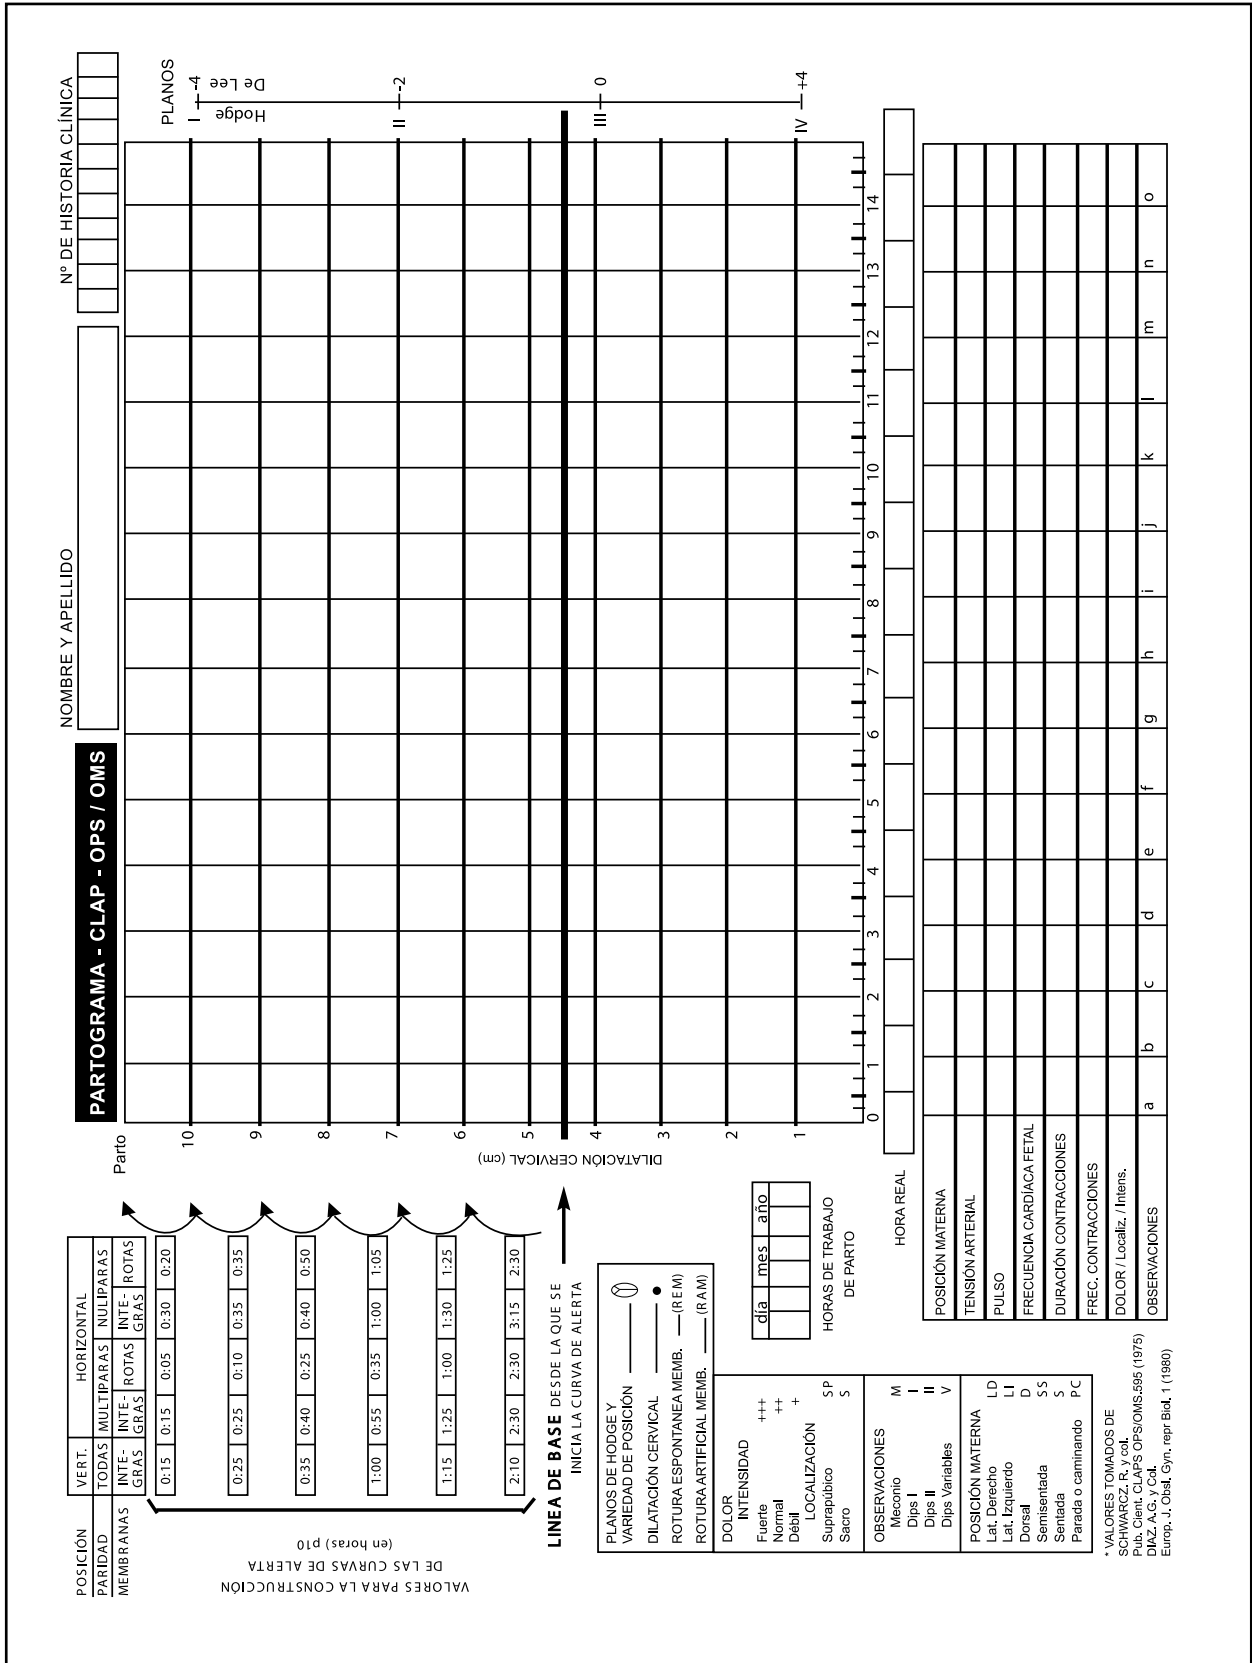 PARTOGRAMA - CLAP - OPS / OMS
NOMBRE Y APELLIDO
Nº DE HISTORIA CLÍNICA
POSICIÓN VERT. HORIZONTAL
PARIDAD TODAS MULTIPARAS NULIPARAS
MEMBRANAS INTE-GRAS INTE-GRAS ROTAS INTE-GRAS ROTAS
0:15 0:15 0:05 0:30 0:20
0:25 0:25 0:10 0:35 0:35
0:35 0:40 0:25 0:40 0:50
1:00 0:55 0:35 1:00 1:05
1:15 1:25 1:00 1:30 1:25
2:10 2:30 2:30 3:15 2:30
VALORES PARA LA CONSTRUCCIÓN
DE LAS CURVAS DE ALERTA
(en horas) p10
LINEA DE BASE DESDE LA QUE SE
INICIA LA CURVA DE ALERTA
Parto
10
9
8
7
6
5
4
3
2
1
DILATACIÓN CERVICAL (cm)
PLANOS
Hodge De Lee
I -4
II -2
III 0
IV +4
0 1 2 3 4 5 6 7 8 9 10 11 12 13 14
PLANOS DE HODGE Y
VARIEDAD DE POSICIÓN
DILATACIÓN CERVICAL
ROTURA ESPONTANEA MEMB. (REM)
ROTURA ARTIFICIAL MEMB. (RAM)
día mes año
HORAS DE TRABAJO
DE PARTO
HORA REAL
DOLOR
INTENSIDAD
Fuerte +++
Normal ++
Débil +
LOCALIZACIÓN
Suprapúbico SP
Sacro S
OBSERVACIONES
Meconio M
Dips I I
Dips II II
Dips Variables V
POSICIÓN MATERNA
Lat. Derecho LD
Lat. Izquierdo LI
Dorsal D
Semisentada SS
Sentada S
Parada o caminando PC
POSICIÓN MATERNA
TENSIÓN ARTERIAL
PULSO
FRECUENCIA CARDÍACA FETAL
DURACIÓN CONTRACCIONES
FREC. CONTRACCIONES
DOLOR / Localiz. / Intens.
OBSERVACIONES
a b c d e f g h i j k l m n o
* VALORES TOMADOS DE
SCHWARCZ. R. y col.
Pub. Cient. CLAPS OPS/OMS.595 (1975)
DIAZ. A.G. y Col.
Europ. J. Obsl. Gyn. repr Biol. 1 (1980)